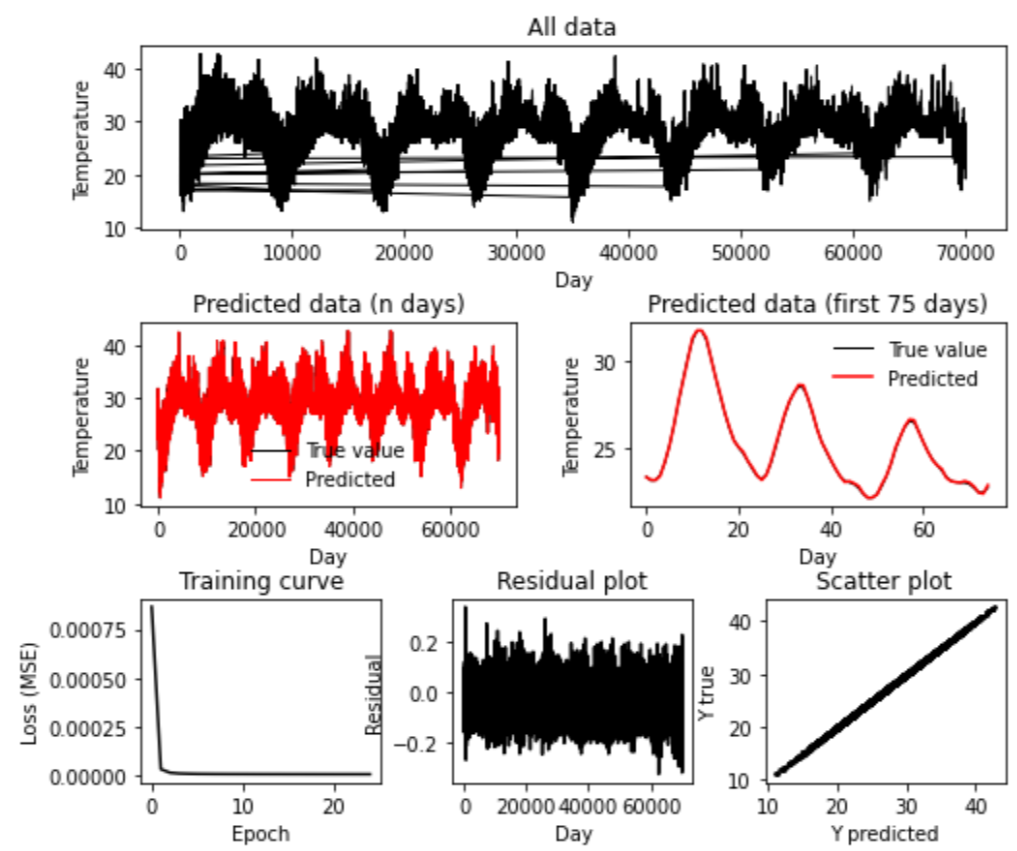 All data
Temperature
40
30
20
10
0 10000 20000 30000 40000 50000 60000 70000
Day
Predicted data (n days)
Temperature
40
30
20
10
True value
Predicted
0 20000 40000 60000
Day
Predicted data (first 75 days)
Temperature
30
25
True value
Predicted
0 20 40 60
Day
Training curve
Loss (MSE)
0.00075
0.00050
0.00025
0.00000
0 10 20
Epoch
Residual plot
Residual
0.2
0.0
−0.2
0 20000 40000 60000
Day
Scatter plot
Y true
40
30
20
10
10 20 30 40
Y predicted